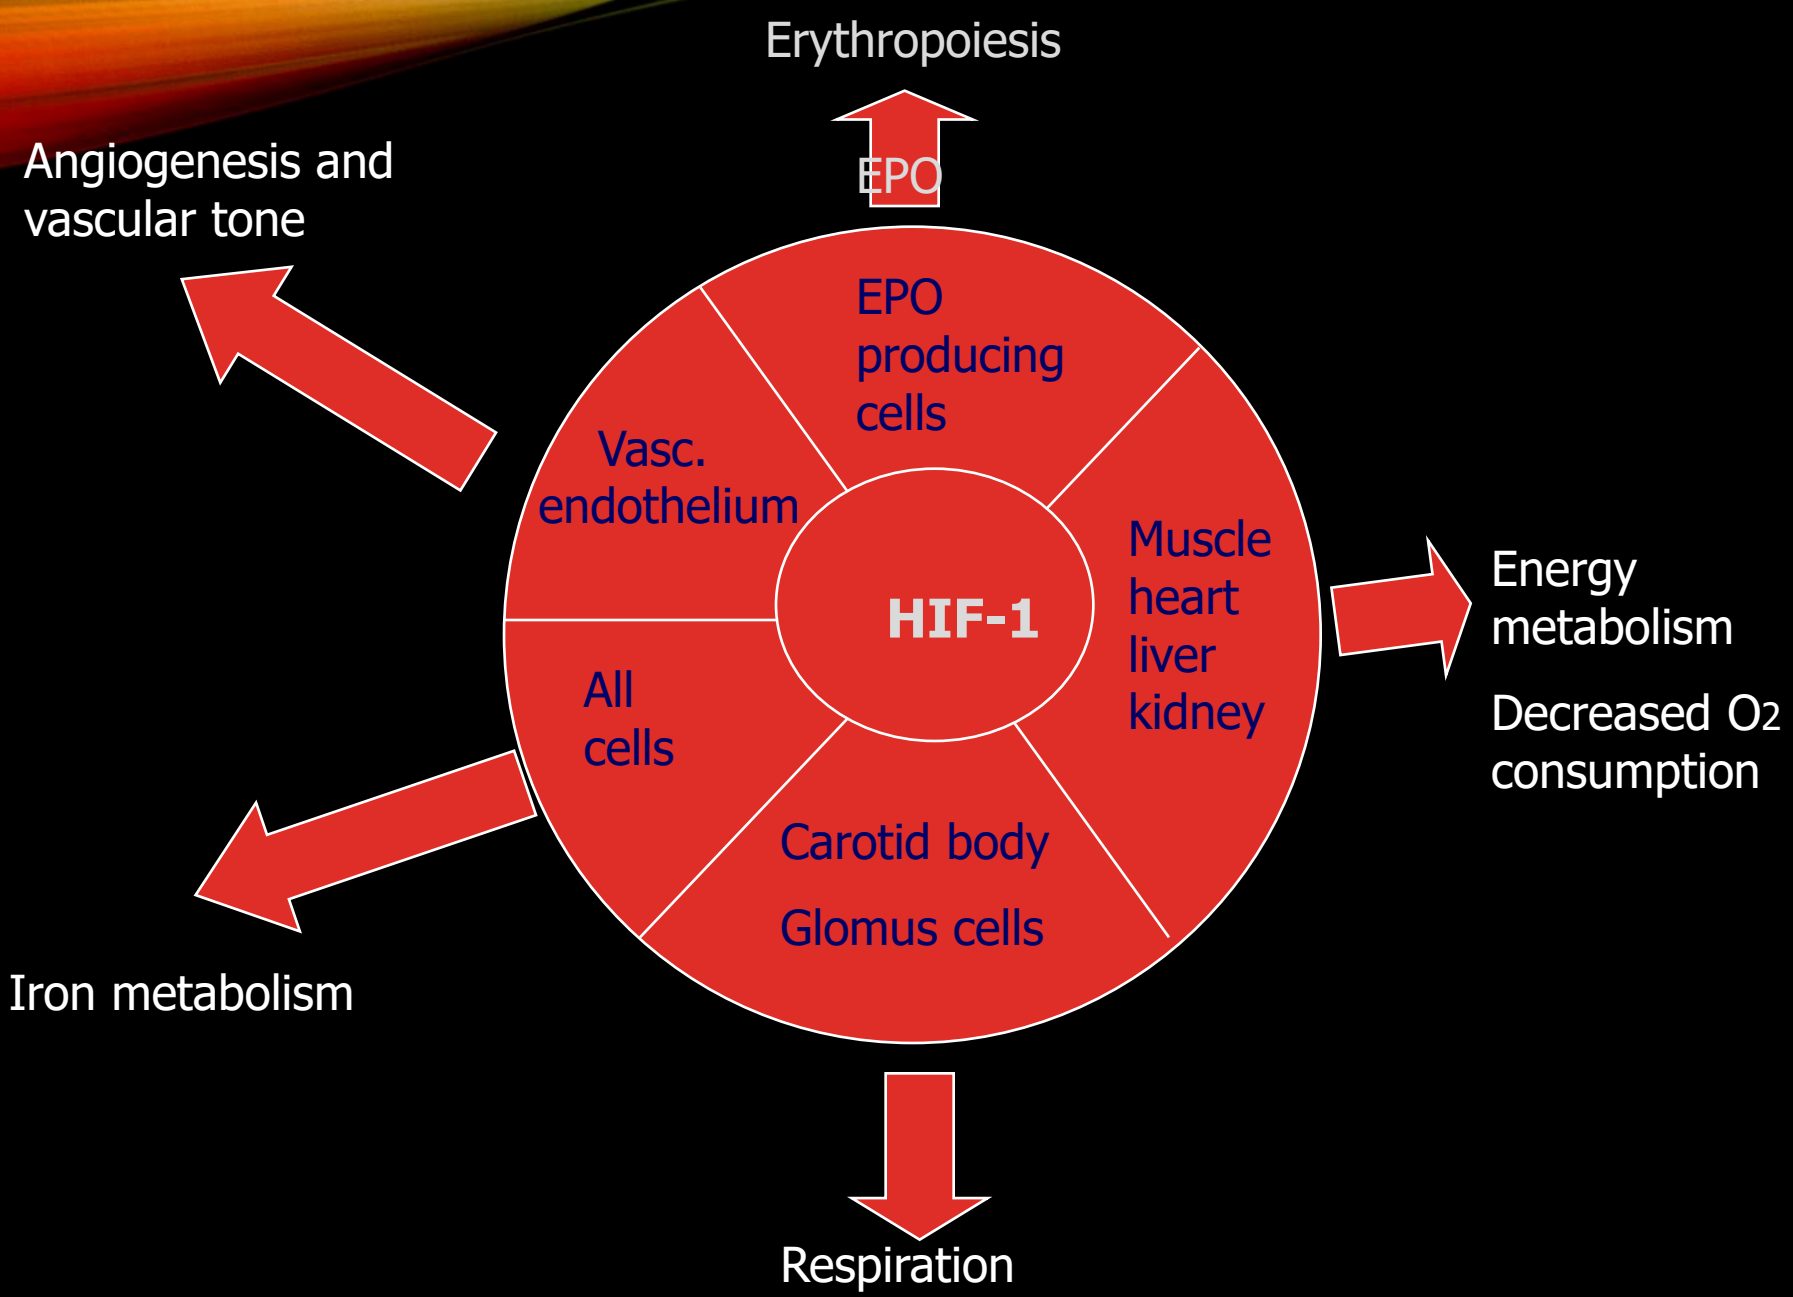 Erythropoiesis
EPO
Angiogenesis and
vascular tone
EPO
producing
cells
Vasc.
endothelium
HIF-1
Muscle
heart
liver
kidney
Energy
metabolism
Decreased O2
consumption
All
cells
Carotid body
Glomus cells
Iron metabolism
Respiration